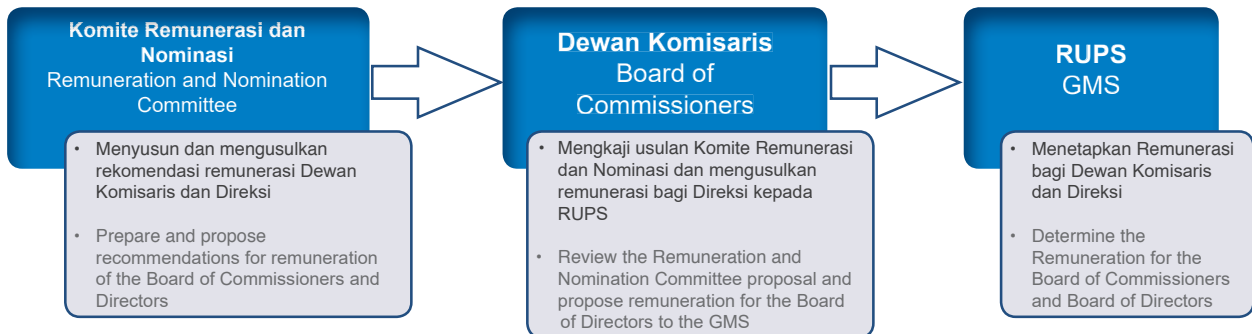 Komite Remunerasi dan
Nominasi
Remuneration and Nomination
Committee
• Menyusun dan mengusulkan
rekomendasi remunerasi Dewan
Komisaris dan Direksi
• Prepare and propose
recommendations for remuneration
of the Board of Commissioners and
Directors
Dewan Komisaris
Board of
Commissioners
• Mengkaji usulan Komite Remunerasi
dan Nominasi dan mengusulkan
remunerasi bagi Direksi kepada
RUPS
• Review the Remuneration and
Nomination Committee proposal and
propose remuneration for the Board
of Directors to the GMS
RUPS
GMS
• Menetapkan Remunerasi
bagi Dewan Komisaris
dan Direksi
• Determine the
Remuneration for the
Board of Commissioners
and Board of Directors